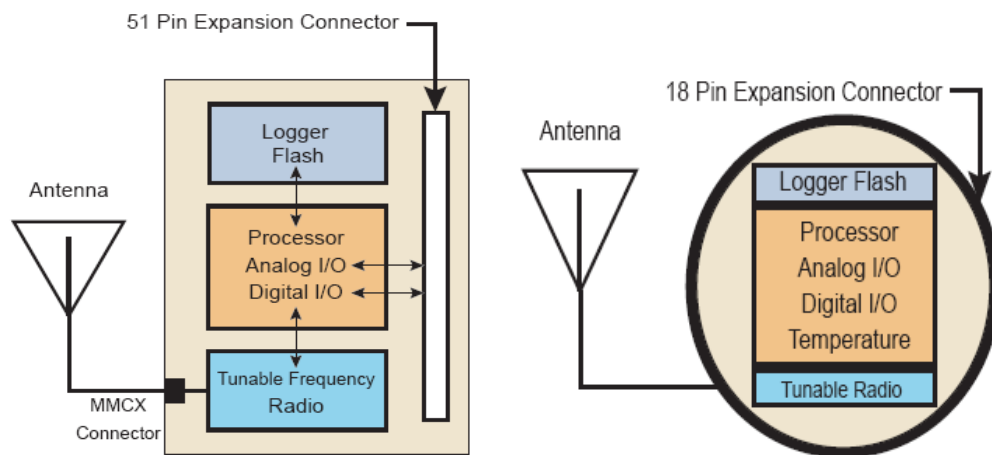 51 Pin Expansion Connector
Logger
Flash
Antenna
Processor
Analog I/O
Digital I/O
Tunable Frequency
Radio
MMCX
Connector
18 Pin Expansion Connector
Antenna
Logger Flash
Processor
Analog I/O
Digital I/O
Temperature
Tunable Radio